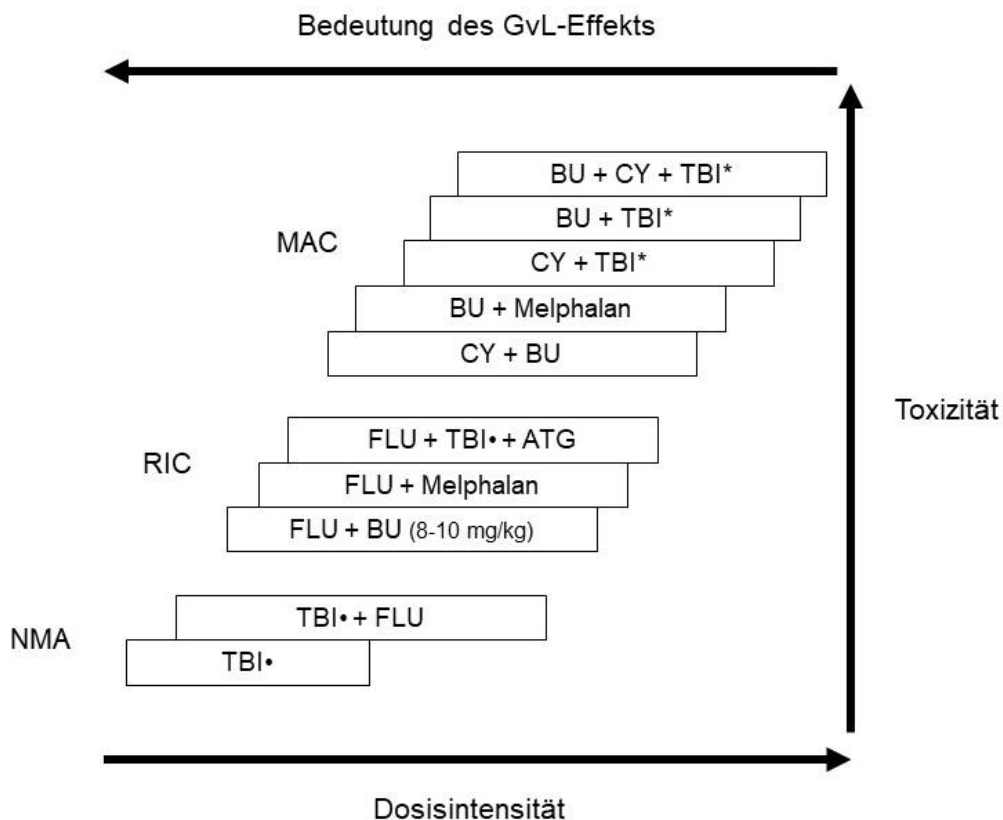 Bedeutung des GvL-Effekts
BU + CY + TBI*
BU + TBI*
MAC
CY + TBI*
BU + Melphalan
CY + BU
Toxizität
FLU + TBI• + ATG
RIC
FLU + Melphalan
FLU + BU (8-10 mg/kg)
TBI• + FLU
NMA
TBI•
Dosisintensität